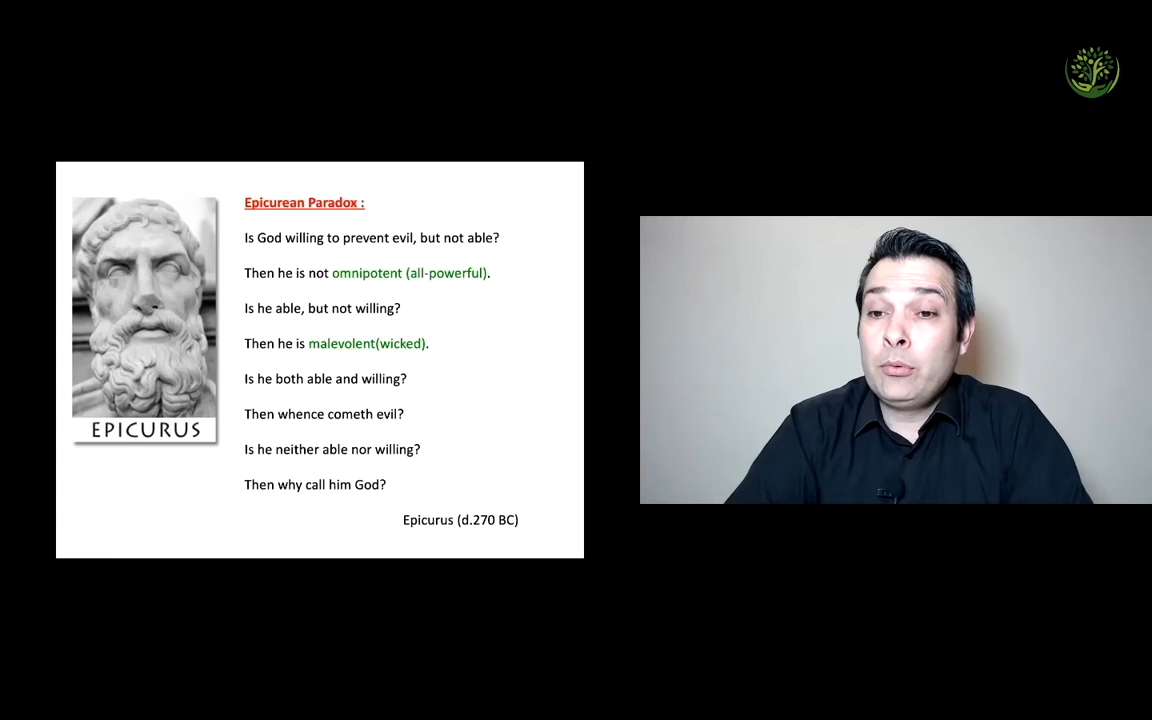 Epicurean Paradox :
Is God willing to prevent evil, but not able?
Then he is not omnipotent (all-powerful).
Is he able, but not willing?
Then he is malevolent(wicked).
Is he both able and willing?
Then whence cometh evil?
Is he neither able nor willing?
Then why call him God?
Epicurus (d.270 BC)
EPICURUS